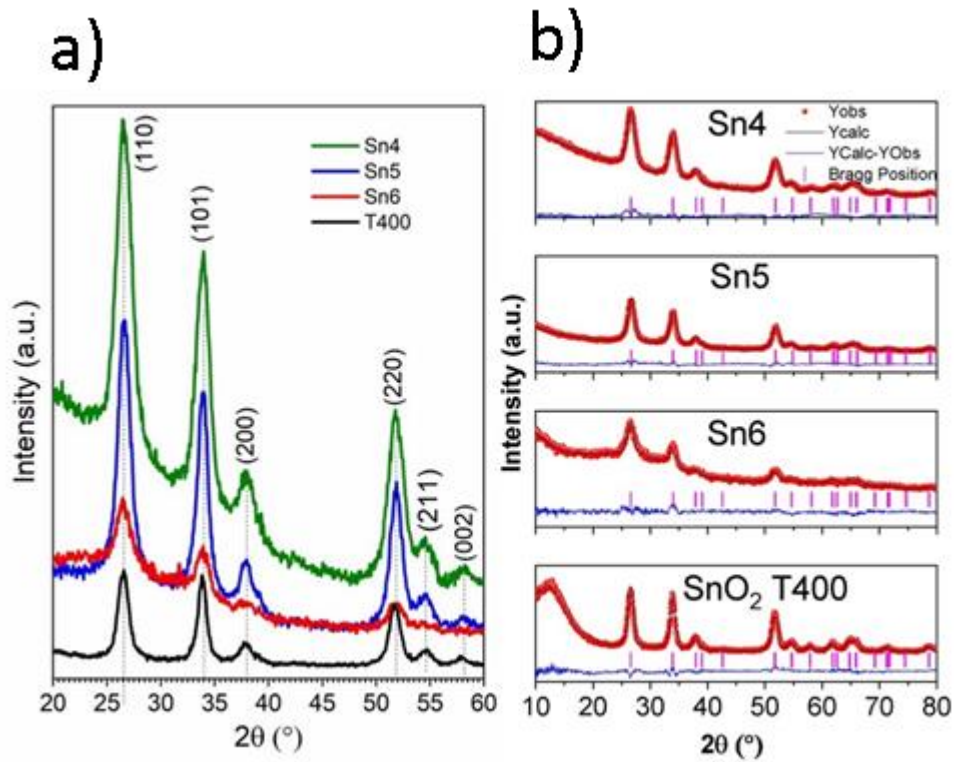 a)
(110)
(101)
(200)
(220)
(211)
(002)
Sn4
Sn5
Sn6
T400
Intensity (a.u.)
20 25 30 35 40 45 50 55 60
2θ (°)
b)
Sn4
Yobs
Ycalc
YCalc-YObs
Bragg Position
Sn5
Sn6
SnO₂ T400
Intensity (a.u.)
10 20 30 40 50 60 70 80
2θ (°)